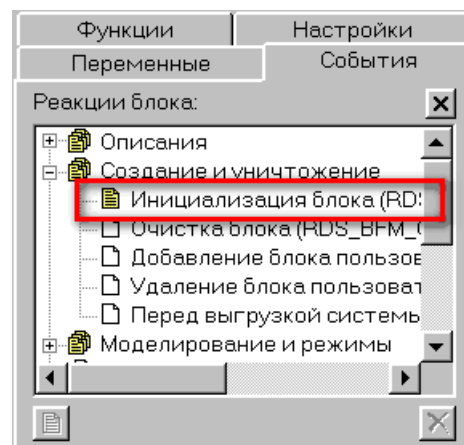 Функции Настройки
Переменные События
Реакции блока:
Описания
Создание и уничтожение
Инициализация блока (RDS
Очистка блока (RDS_BFM_
Добавление блока пользов
Удаление блока пользоват
Перед выгрузкой системы
Моделирование и режимы